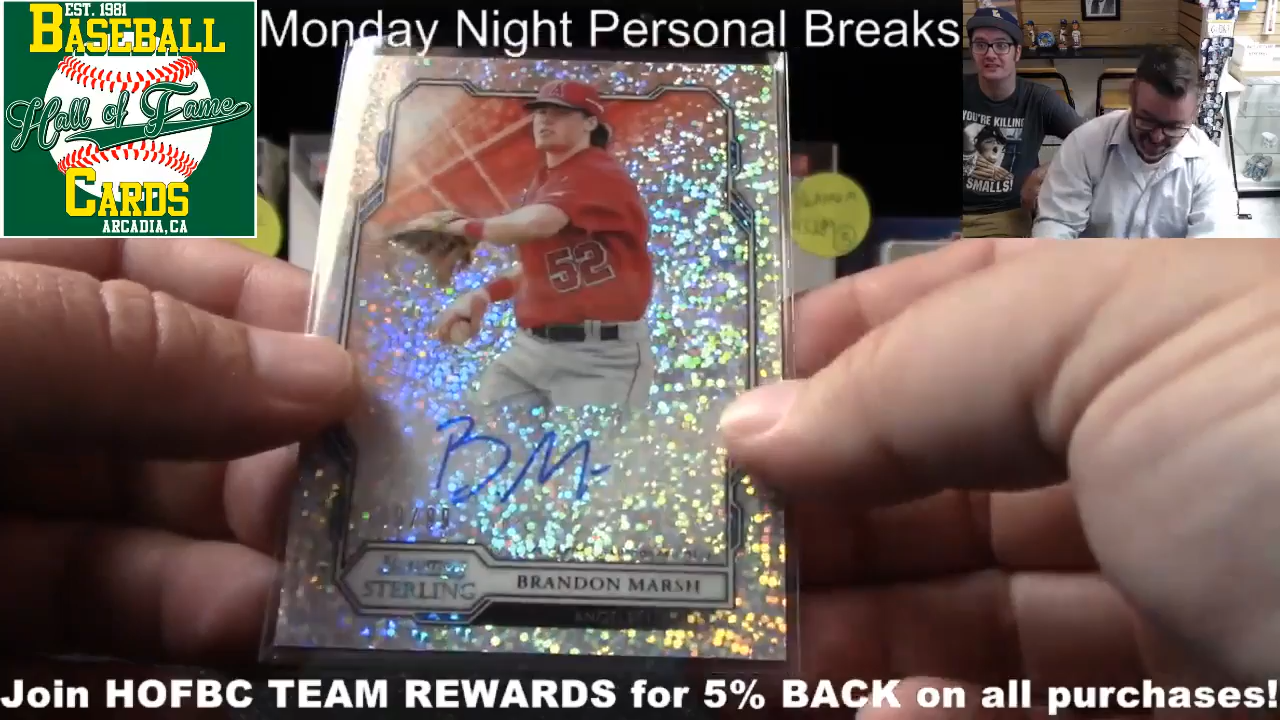 EST. 1981
BASEBALL
Hall of Fame
CARDS
ARCADIA, CA
Monday Night Personal Breaks
YOU'RE KILLING
SMALLS!
A
52
BM
STERLING
BRANDON MARSH
Join HOFBC TEAM REWARDS for 5% BACK on all purchases!